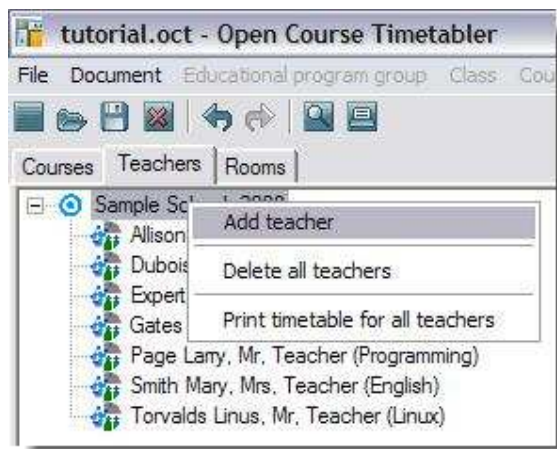 tutorial.oct - Open Course Timetabler
File Document Educational program group Class Cou
Courses Teachers Rooms
Sample
Add teacher
Allison
Dubois
Delete all teachers
Expert
Gates
Print timetable for all teachers
Page Larry, Mr, Teacher (Programming)
Smith Mary, Mrs, Teacher (English)
Torvalds Linus, Mr, Teacher (Linux)